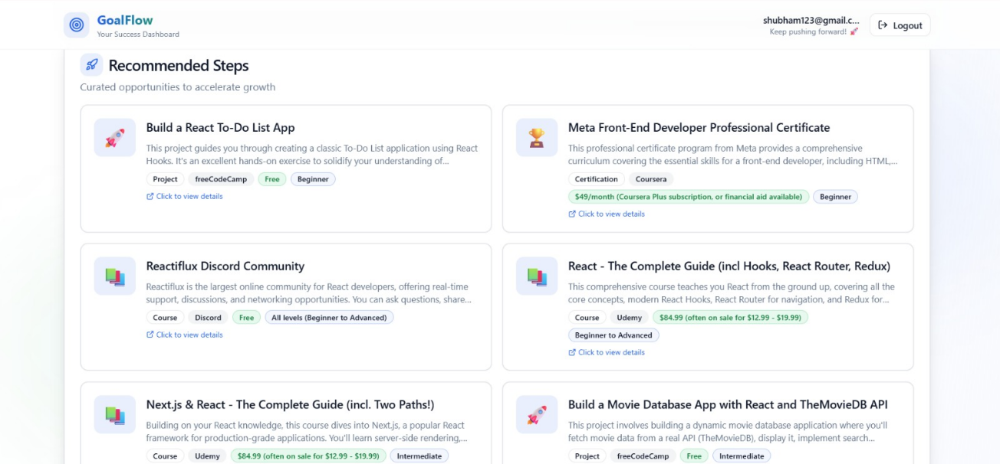 GoalFlow
Your Success Dashboard
shubham123@gmail.c...
Keep pushing forward! 🚀
Logout
Recommended Steps
Curated opportunities to accelerate growth
Build a React To-Do List App
This project guides you through creating a classic To-Do List application using React
Hooks. It's an excellent hands-on exercise to solidify your understanding of...
Project freeCodeCamp Free Beginner
Click to view details
Meta Front-End Developer Professional Certificate
This professional certificate program from Meta provides a comprehensive
curriculum covering the essential skills for a front-end developer, including HTML,...
Certification Coursera
$49/month (Coursera Plus subscription, or financial aid available) Beginner
Click to view details
Reactiflux Discord Community
Reactiflux is the largest online community for React developers, offering real-time
support, discussions, and networking opportunities. You can ask questions, share...
Course Discord Free All levels (Beginner to Advanced)
Click to view details
React - The Complete Guide (incl Hooks, React Router, Redux)
This comprehensive course teaches you React from the ground up, covering all the
core concepts, modern React Hooks, React Router for navigation, and Redux for...
Course Udemy $84.99 (often on sale for $12.99 - $19.99)
Beginner to Advanced
Click to view details
Next.js & React - The Complete Guide (incl. Two Paths!)
Building on your React knowledge, this course dives into Next.js, a popular React
framework for production-grade applications. You'll learn server-side rendering,...
Course Udemy $84.99 (often on sale for $12.99 - $19.99) Intermediate
Build a Movie Database App with React and TheMovieDB API
This project involves building a dynamic movie database application where you'll
fetch movie data from a real API (TheMovieDB), display it, implement search...
Project freeCodeCamp Free Intermediate